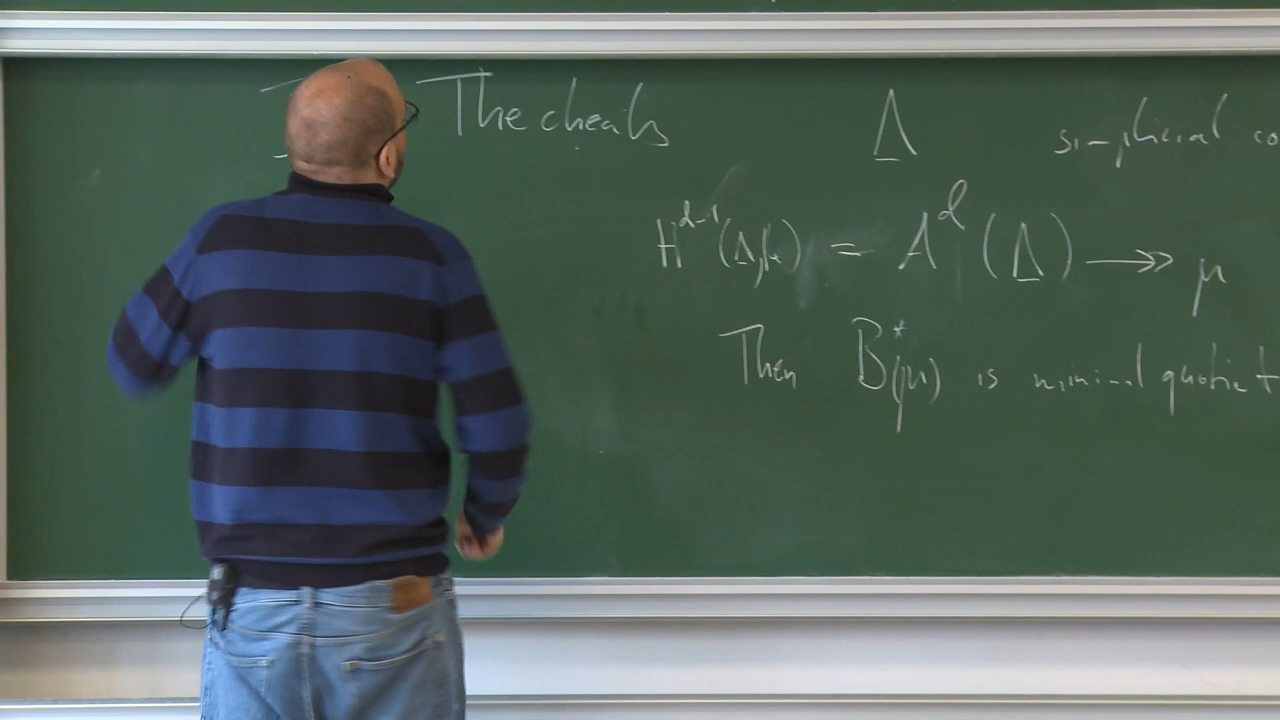 The cheats Δ simplicial co
H^{d-1}(Δ,k) = A^d(Δ) ↠ μ
Then B^*(μ) is minimal quotient